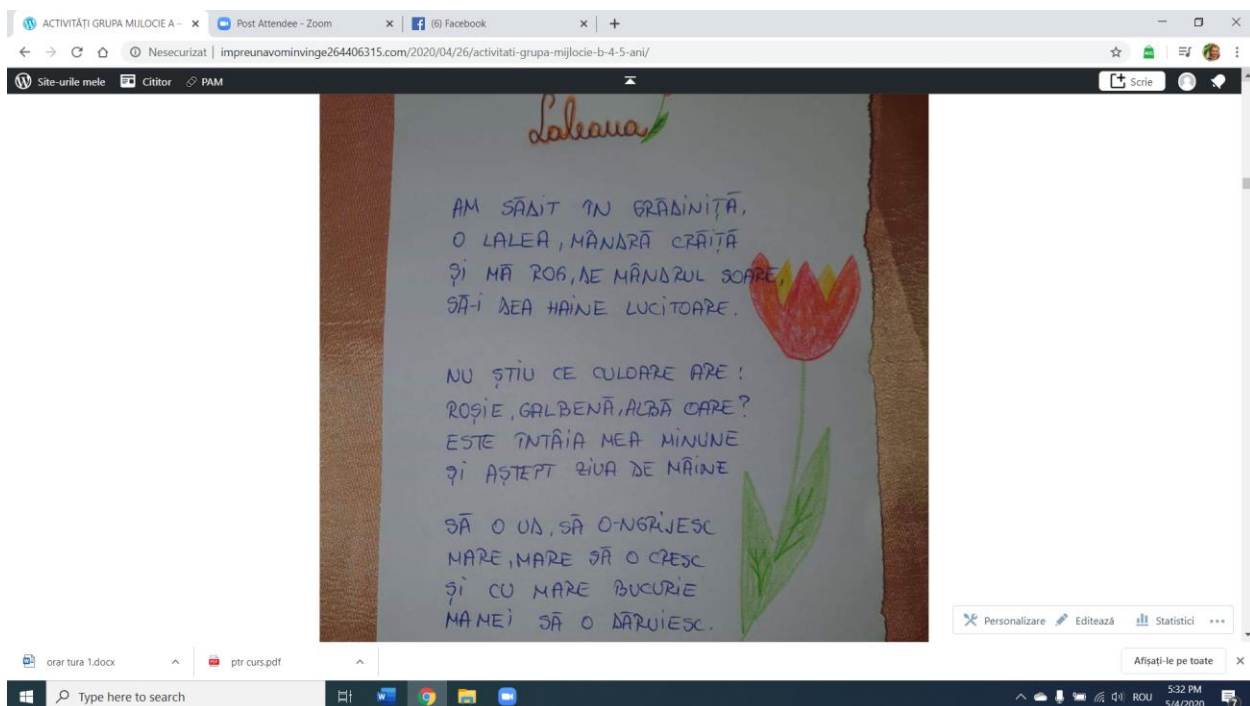 ACTIVITĂȚI GRUPA MIJLOCIE A –
Post Attendee - Zoom
(6) Facebook
Nesecurizat | impreunavominvinge264406315.com/2020/04/26/activitati-grupa-mijlocie-b-4-5-ani/
Site-urile mele Cititor PAM Scrie
Laleaua
AM SĂDIT ÎN GRĂDINIȚĂ,
O LALEA, MÂNDRĂ CRĂIȚĂ
ȘI MĂ ROG, DE MÂNDRUL SOARE,
SĂ-I DEA HAINE LUCITOARE.
NU ȘTIU CE CULOARE ARE:
ROȘIE, GALBENĂ, ALBĂ OARE?
ESTE ÎNTÂIA MEA MINUNE
ȘI AȘTEPT ZIUA DE MÂINE
SĂ O UD, SĂ O-NGRIJESC
MARE, MARE SĂ O CRESC
ȘI CU MARE BUCURIE
MAMEI SĂ O DĂRUIESC.
Personalizare Editează Statistici
orar tura 1.docx
ptr curs.pdf
Afișați-le pe toate
Type here to search
ROU
5:32 PM
5/4/2020